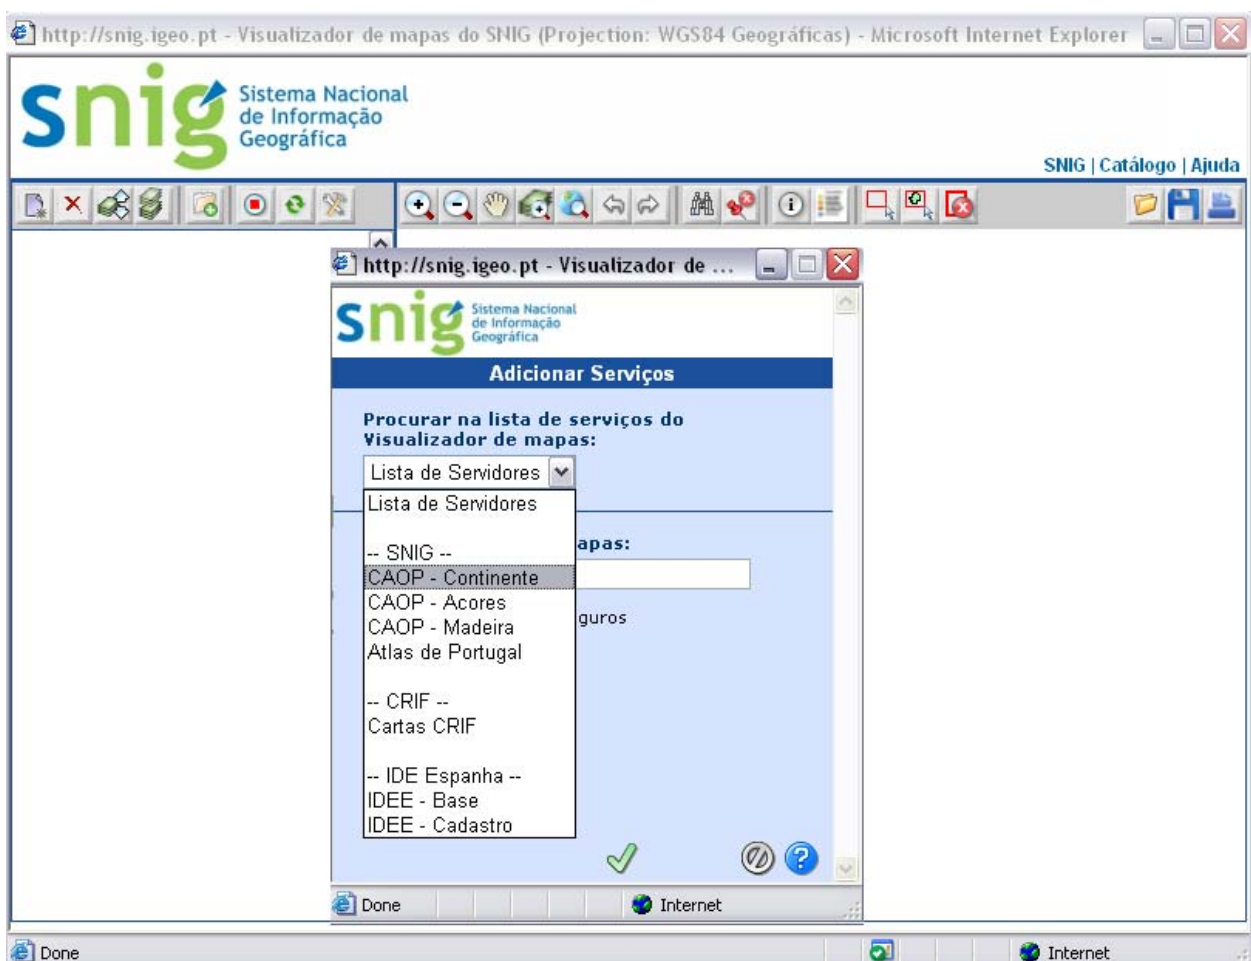 http://snig.igeo.pt - Visualizador de mapas do SNIG (Projection: WGS84 Geográficas) - Microsoft Internet Explorer
snig
Sistema Nacional
de Informação
Geográfica
SNIG | Catálogo | Ajuda
http://snig.igeo.pt - Visualizador de ...
snig
Sistema Nacional
de Informação
Geográfica
Adicionar Serviços
Procurar na lista de serviços do
Visualizador de mapas:
Lista de Servidores
Lista de Servidores
-- SNIG --
apas:
CAOP - Continente
CAOP - Acores
guros
CAOP - Madeira
Atlas de Portugal
-- CRIF --
Cartas CRIF
-- IDE Espanha --
IDEE - Base
IDEE - Cadastro
Done
Internet
Done
Internet